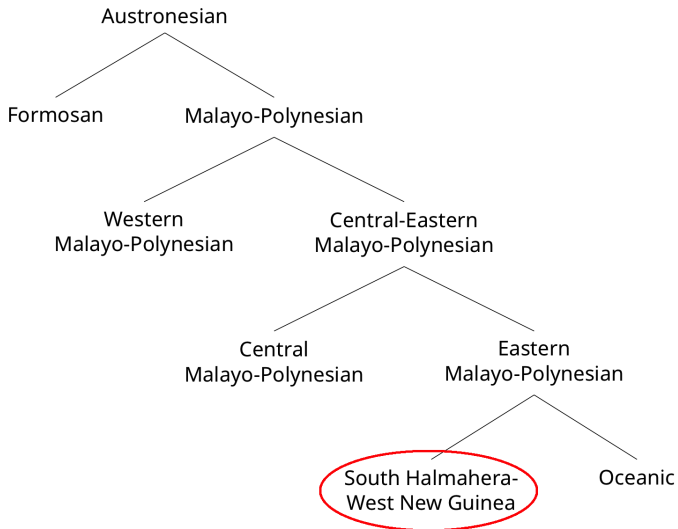 Austronesian
Formosan
Malayo-Polynesian
Western
Malayo-Polynesian
Central-Eastern
Malayo-Polynesian
Central
Malayo-Polynesian
Eastern
Malayo-Polynesian
South Halmahera-
West New Guinea
Oceanic